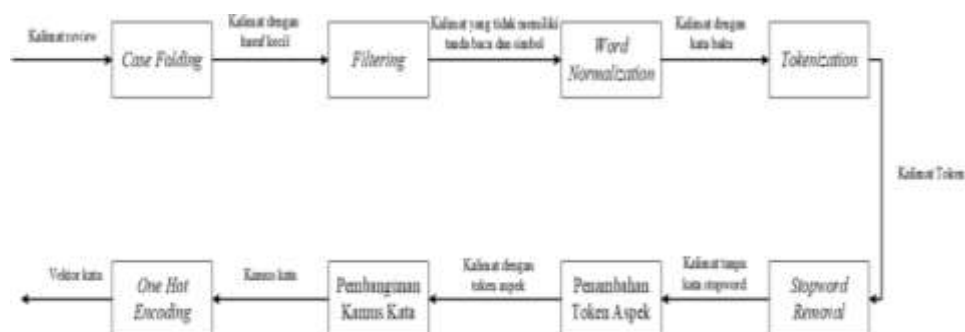 Kalimat review
Case Folding
Kalimat dengan
huruf kecil
Filtering
Kalimat yang tidak memiliki
tanda baca dan simbol
Word
Normalization
Kalimat dengan
kata baku
Tokenization
Kalimat Token
Stopword
Removal
Kalimat tanpa
kata stopword
Penambahan
Token Aspek
Kalimat dengan
token aspek
Pembangunan
Kamus Kata
Kamus kata
One Hot
Encoding
Vektor kata